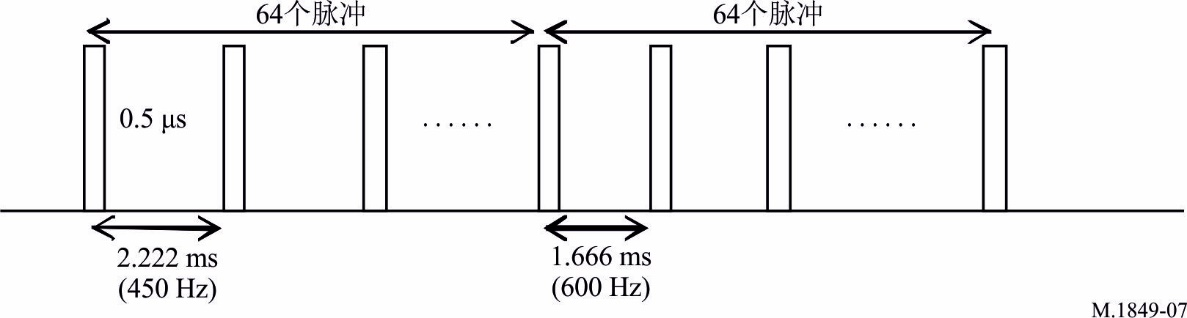 64个脉冲
64个脉冲
0.5 μs
......
......
2.222 ms
(450 Hz)
1.666 ms
(600 Hz)
M.1849-07